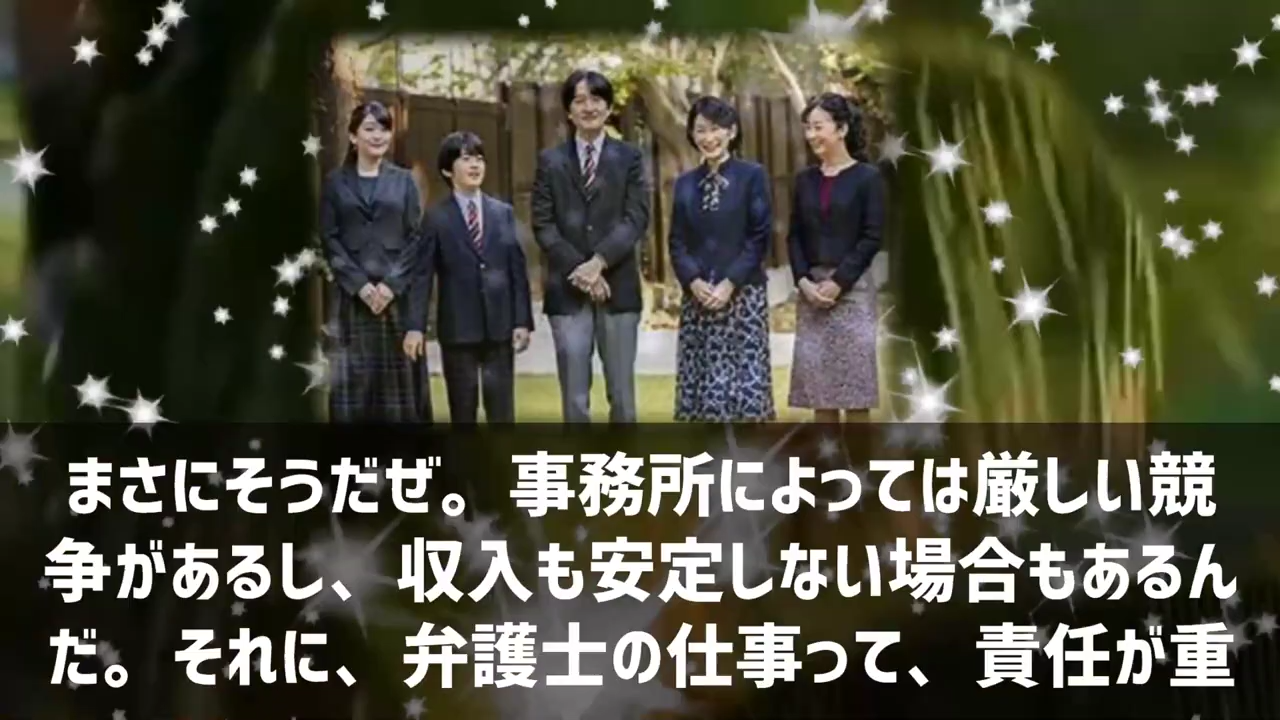 まさにそうだぜ。事務所によっては厳しい競
争があるし、収入も安定しない場合もあるん
だ。それに、弁護士の仕事って、責任が重